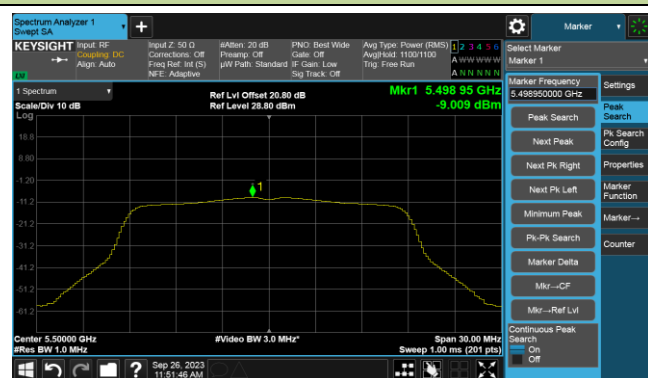 Spectrum Analyzer 1
Swept SA
+
Marker
KEYSIGHT
Input: RF
Coupling: DC
Align: Auto
Input Z: 50 Ω
Corrections: Off
Freq Ref: Int (S)
NFE: Adaptive
#Atten: 20 dB
Preamp: Off
µW Path: Standard
PNO: Best Wide
Gate: Off
IF Gain: Low
Sig Track: Off
Avg Type: Power (RMS)
Avg|Hold: 1100/1100
Trig: Free Run
1 2 3 4 5 6
A W W W W W
A N N N N N
LV
Select Marker
Marker 1
1 Spectrum
Scale/Div 10 dB
Log
Ref Lvl Offset 20.80 dB
Ref Level 28.80 dBm
Mkr1 5.498 95 GHz
-9.009 dBm
18.8
8.80
-1.20
-11.2
-21.2
-31.2
-41.2
-51.2
-61.2
1
Center 5.50000 GHz
#Res BW 1.0 MHz
#Video BW 3.0 MHz*
Span 30.00 MHz
Sweep 1.00 ms (201 pts)
Marker Frequency
5.498950000 GHz
Peak Search
Next Peak
Next Pk Right
Next Pk Left
Minimum Peak
Pk-Pk Search
Marker Delta
Mkr→CF
Mkr→Ref Lvl
Continuous Peak
Search
On
Off
Settings
Peak
Search
Pk Search
Config
Properties
Marker
Function
Marker→
Counter
?
Sep 26, 2023
11:51:46 AM